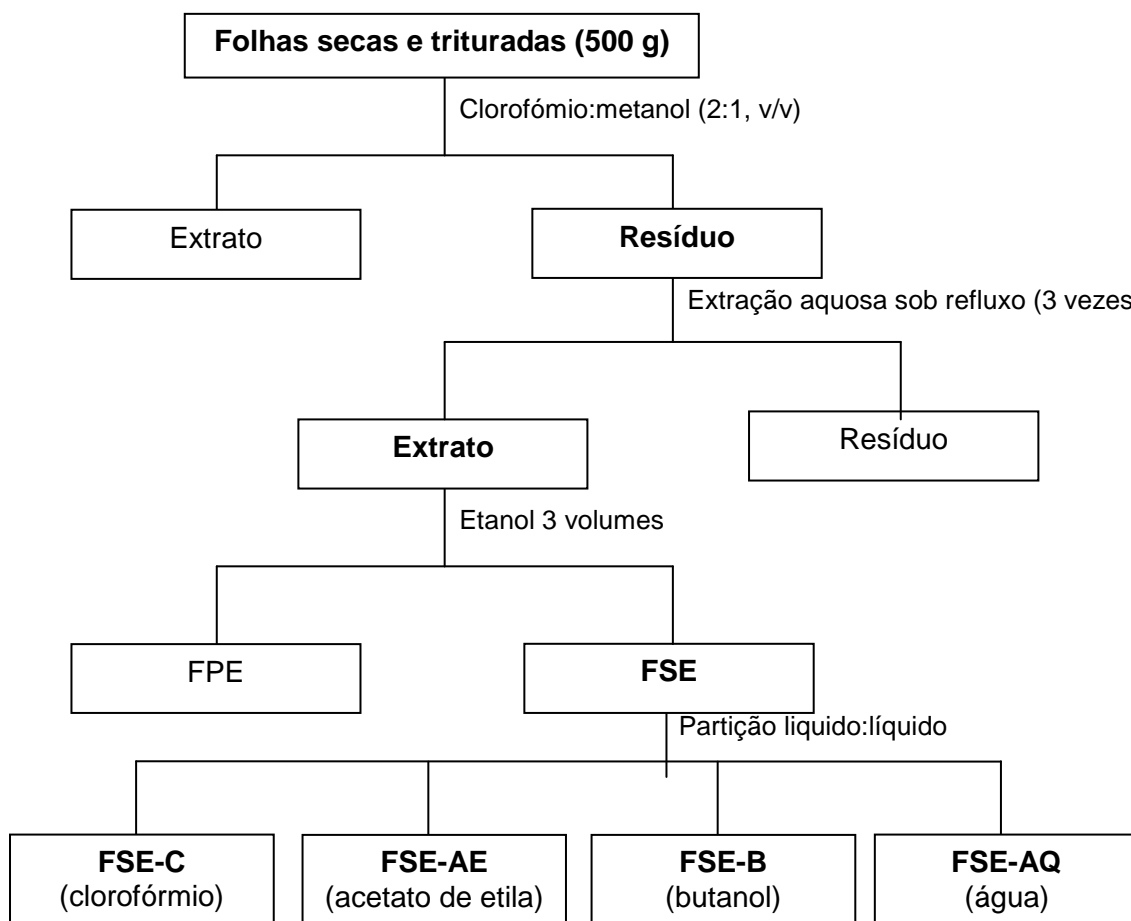 Folhas secas e trituradas (500 g)
Clorofómio:metanol (2:1, v/v)
Extrato
Resíduo
Extração aquosa sob refluxo (3 vezes
Extrato
Resíduo
Etanol 3 volumes
FPE
FSE
Partição liquido:líquido
FSE-C
(clorofórmio)
FSE-AE
(acetato de etila)
FSE-B
(butanol)
FSE-AQ
(água)